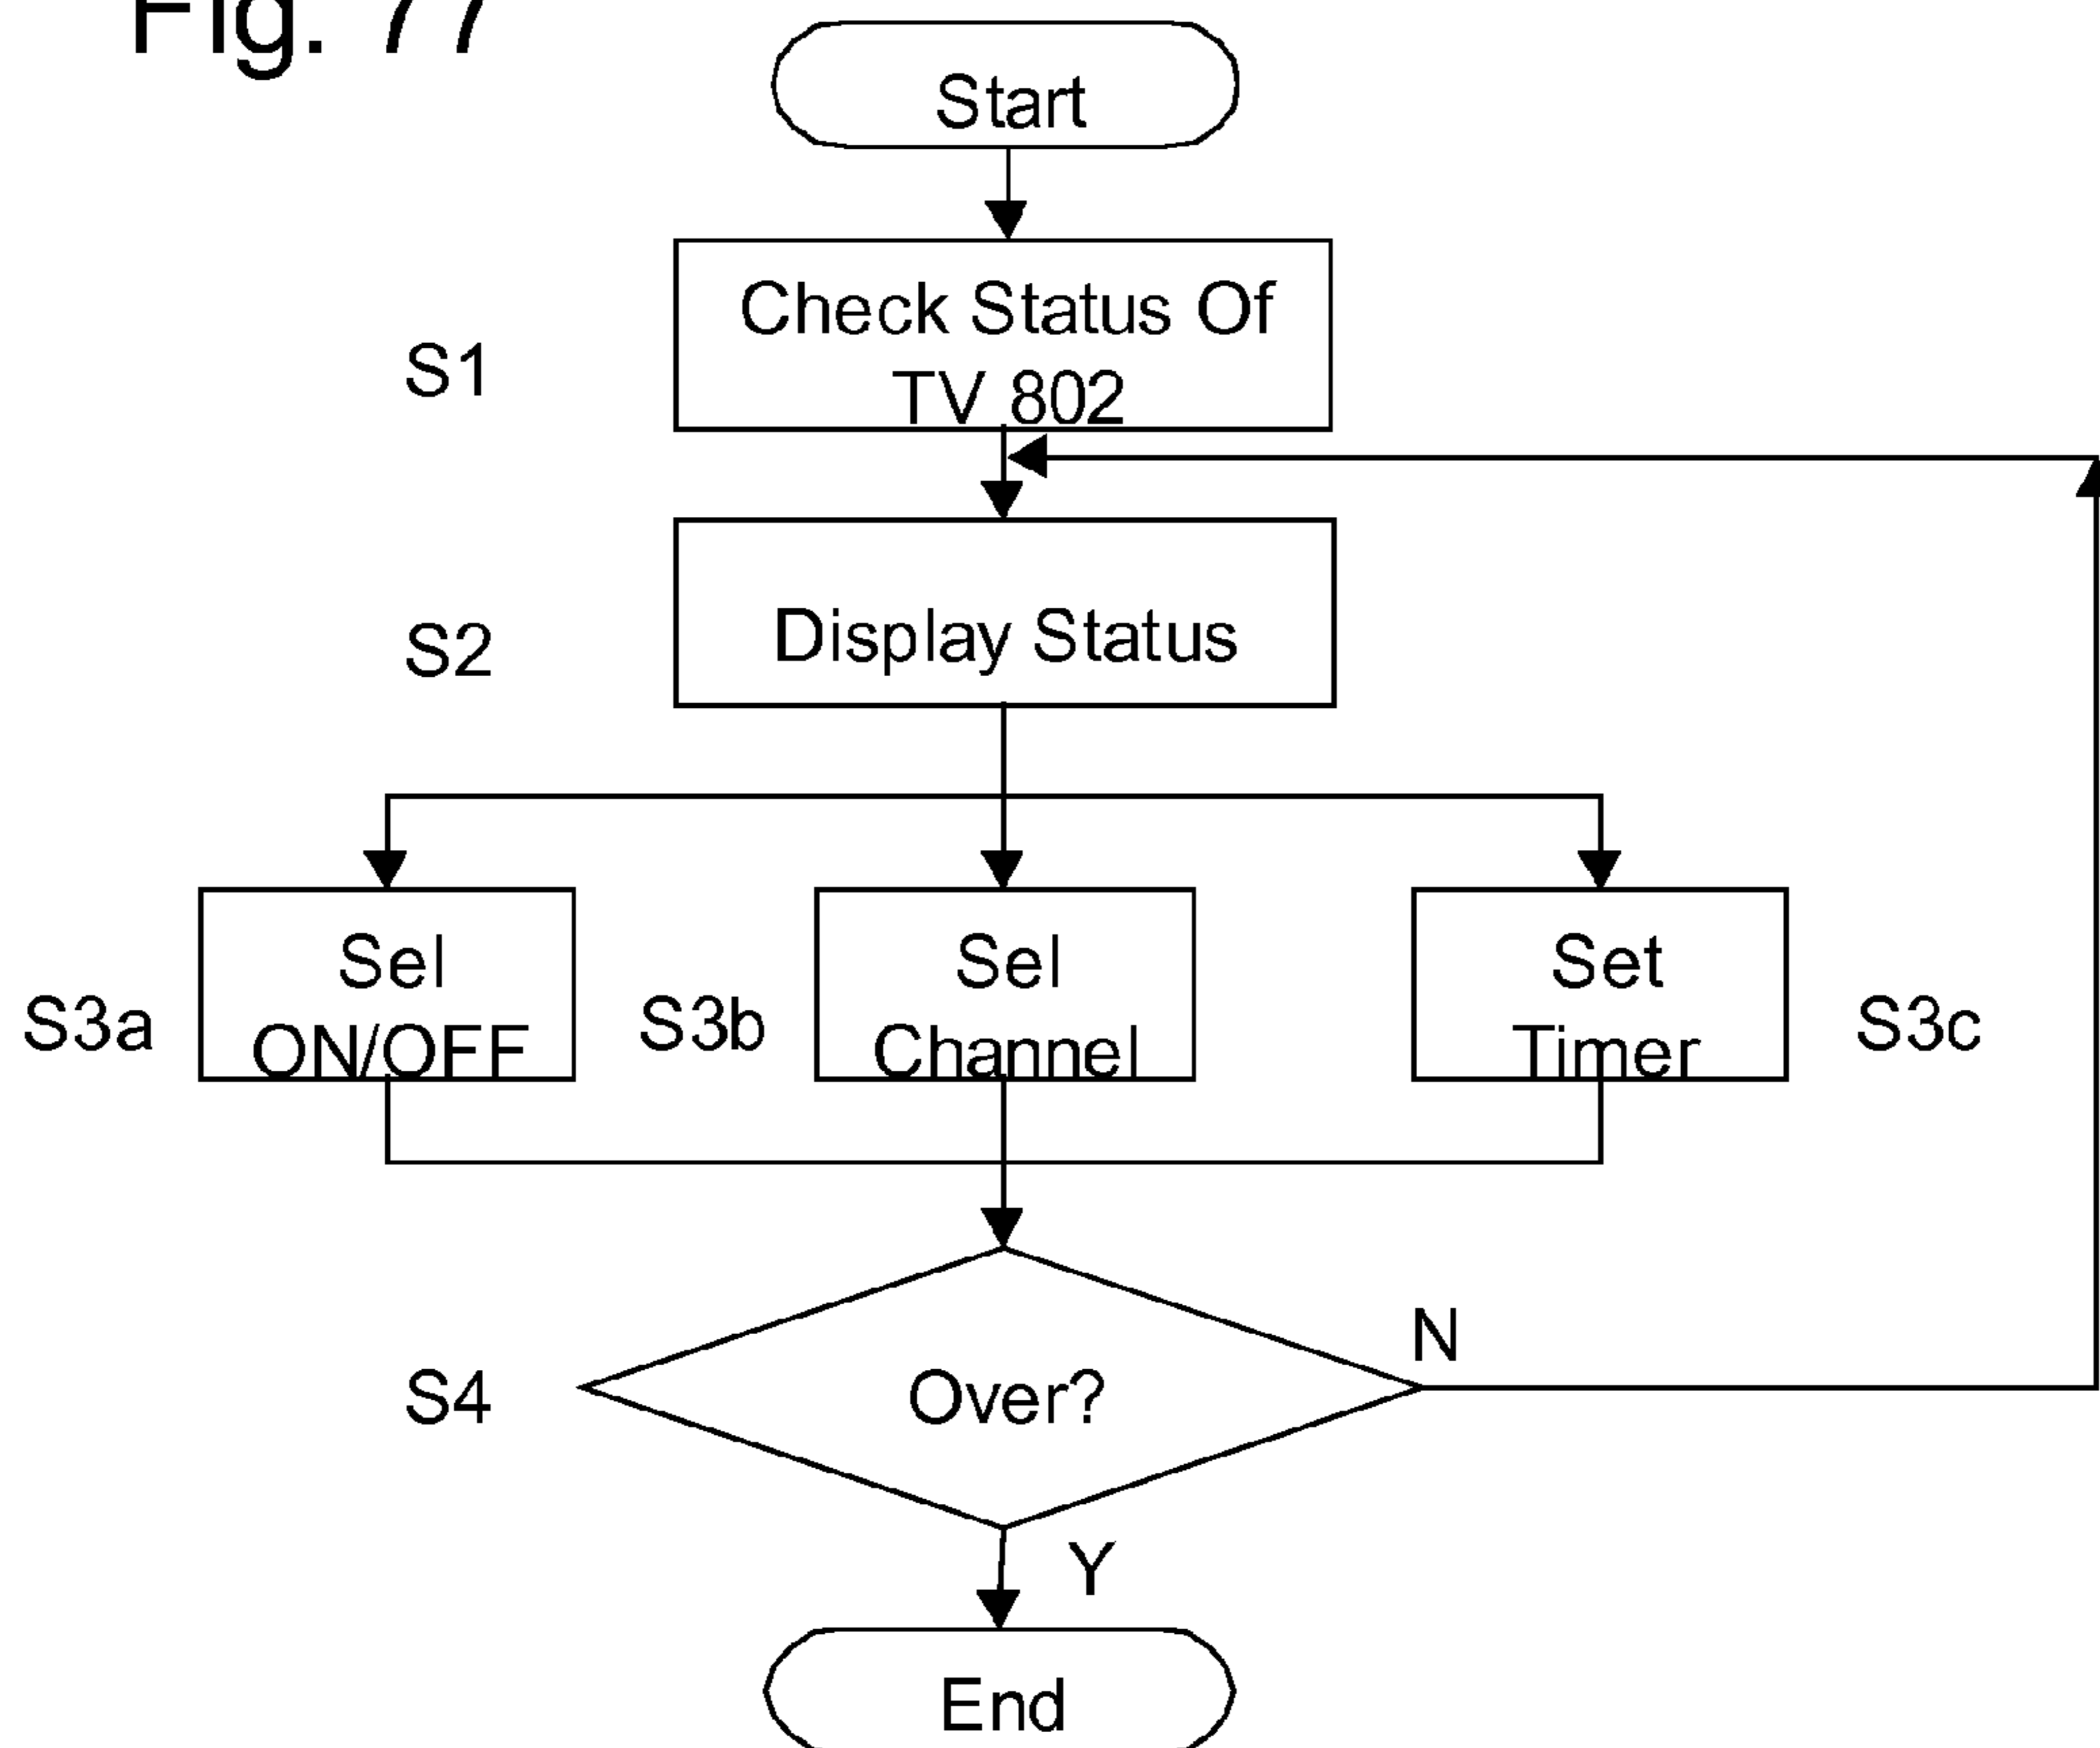 Fig. 77
Start
Check Status Of
TV 802
S1
Display Status
S2
Sel
ON/OFF
S3a
Sel
Channel
S3b
Set
Timer
S3c
N
Over?
S4
Y
End